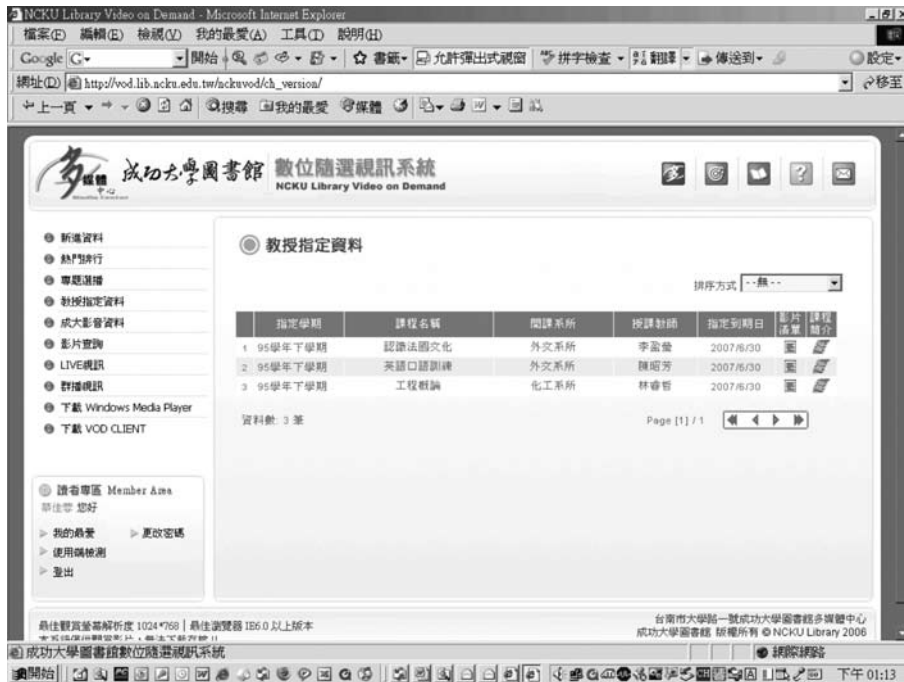 NCKU Library Video on Demand - Microsoft Internet Explorer
檔案(F) 編輯(E) 檢視(V) 我的最愛(A) 工具(T) 說明(H)
Google G 開始 書籤 允許彈出式視窗 拼字檢查 翻譯 傳送到 設定
網址(D) http://vod.lib.ncku.edu.tw/nckuvod/ch_version/ 移至
上一頁 搜尋 我的最愛 媒體
多媒體中心 Media Center 成功大學圖書館 數位隨選視訊系統
NCKU Library Video on Demand
新進資料
熱門排行
專題選播
教授指定資料
成大影音資料
影片查詢
LIVE視訊
群播視訊
下載 Windows Media Player
下載 VOD CLIENT
讀者專區 Member Area
您好
我的最愛 更改密碼
使用端檢測
登出
教授指定資料
排序方式 --無--
指定學期 課程名稱 開課系所 授課教師 指定到期日 影片清單 課程簡介
1 95學年下學期 認識法國文化 外文系所 李盈瑩 2007/6/30
2 95學年下學期 英語口語訓練 外文系所 陳昭芳 2007/6/30
3 95學年下學期 工程概論 化工系所 林睿哲 2007/6/30
資料數: 3 筆 Page [1] / 1
最佳觀賞螢幕解析度 1024*768 | 最佳瀏覽器 IE6.0 以上版本
台南市大學路一號成功大學圖書館多媒體中心
成功大學圖書館 版權所有 © NCKU Library 2006
成功大學圖書館數位隨選視訊系統 網際網路
開始 下午 01:13